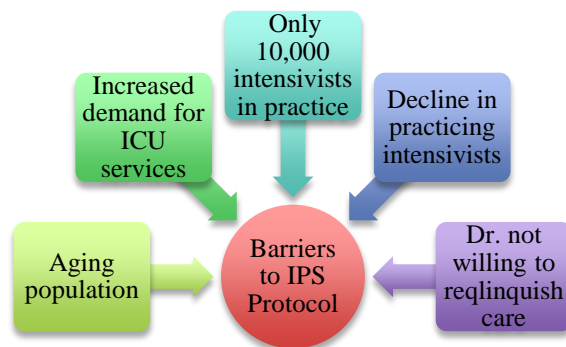 Only
10,000
intensivists
in practice
Increased
demand for
ICU
services
Decline in
practicing
intensivists
Aging
population
Barriers
to IPS
Protocol
Dr. not
willing to
reqlinquish
care